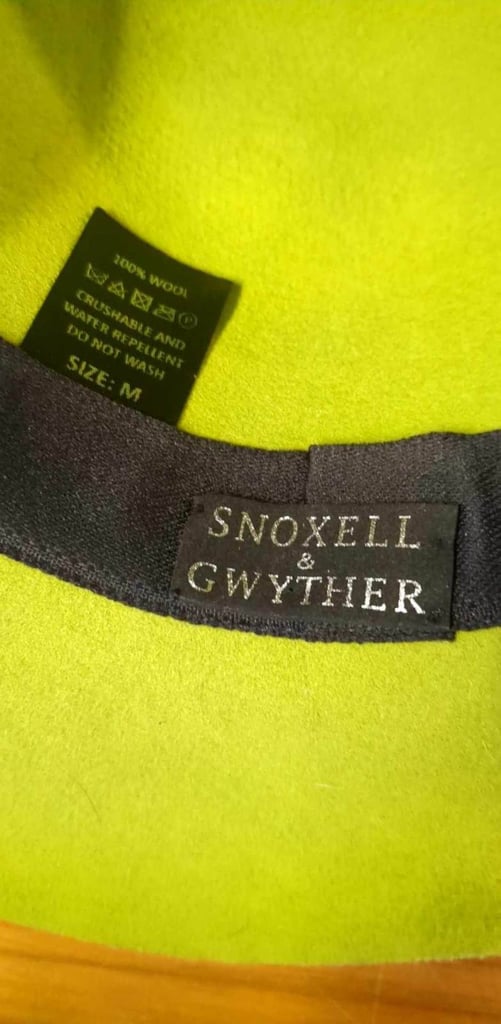 100% WOOL
P
CRUSHABLE AND
WATER REPELLENT
DO NOT WASH
SIZE: M
SNOXELL
&
GWYTHER